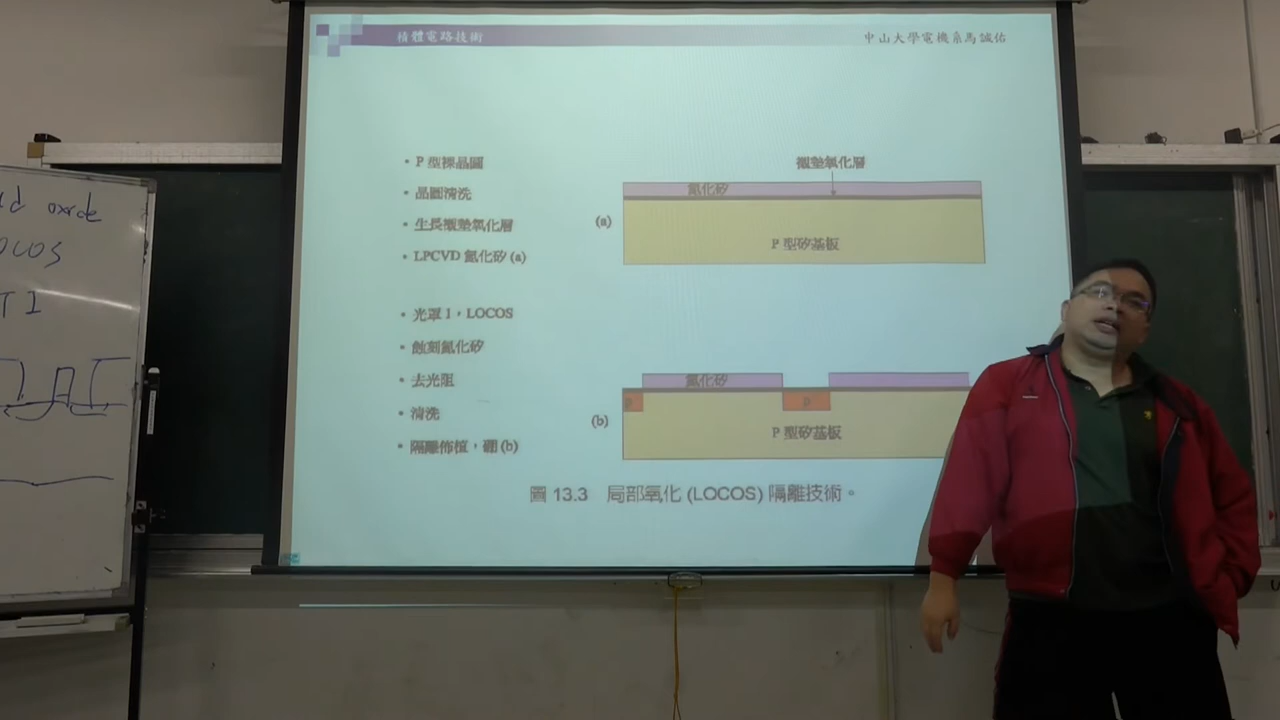 積體電路技術
中山大學電機系馬誠佑
• P 型裸晶圓
• 晶圓清洗
• 生長襯墊氧化層
• LPCVD 氮化矽 (a)
襯墊氧化層
氮化矽
(a)
P 型矽基板
• 光罩 1,LOCOS
• 蝕刻氮化矽
• 去光阻
• 清洗
• 隔離佈植,硼 (b)
氮化矽
P
P
(b)
P 型矽基板
圖 13.3 局部氧化 (LOCOS) 隔離技術。
oxide
OCOS
TI